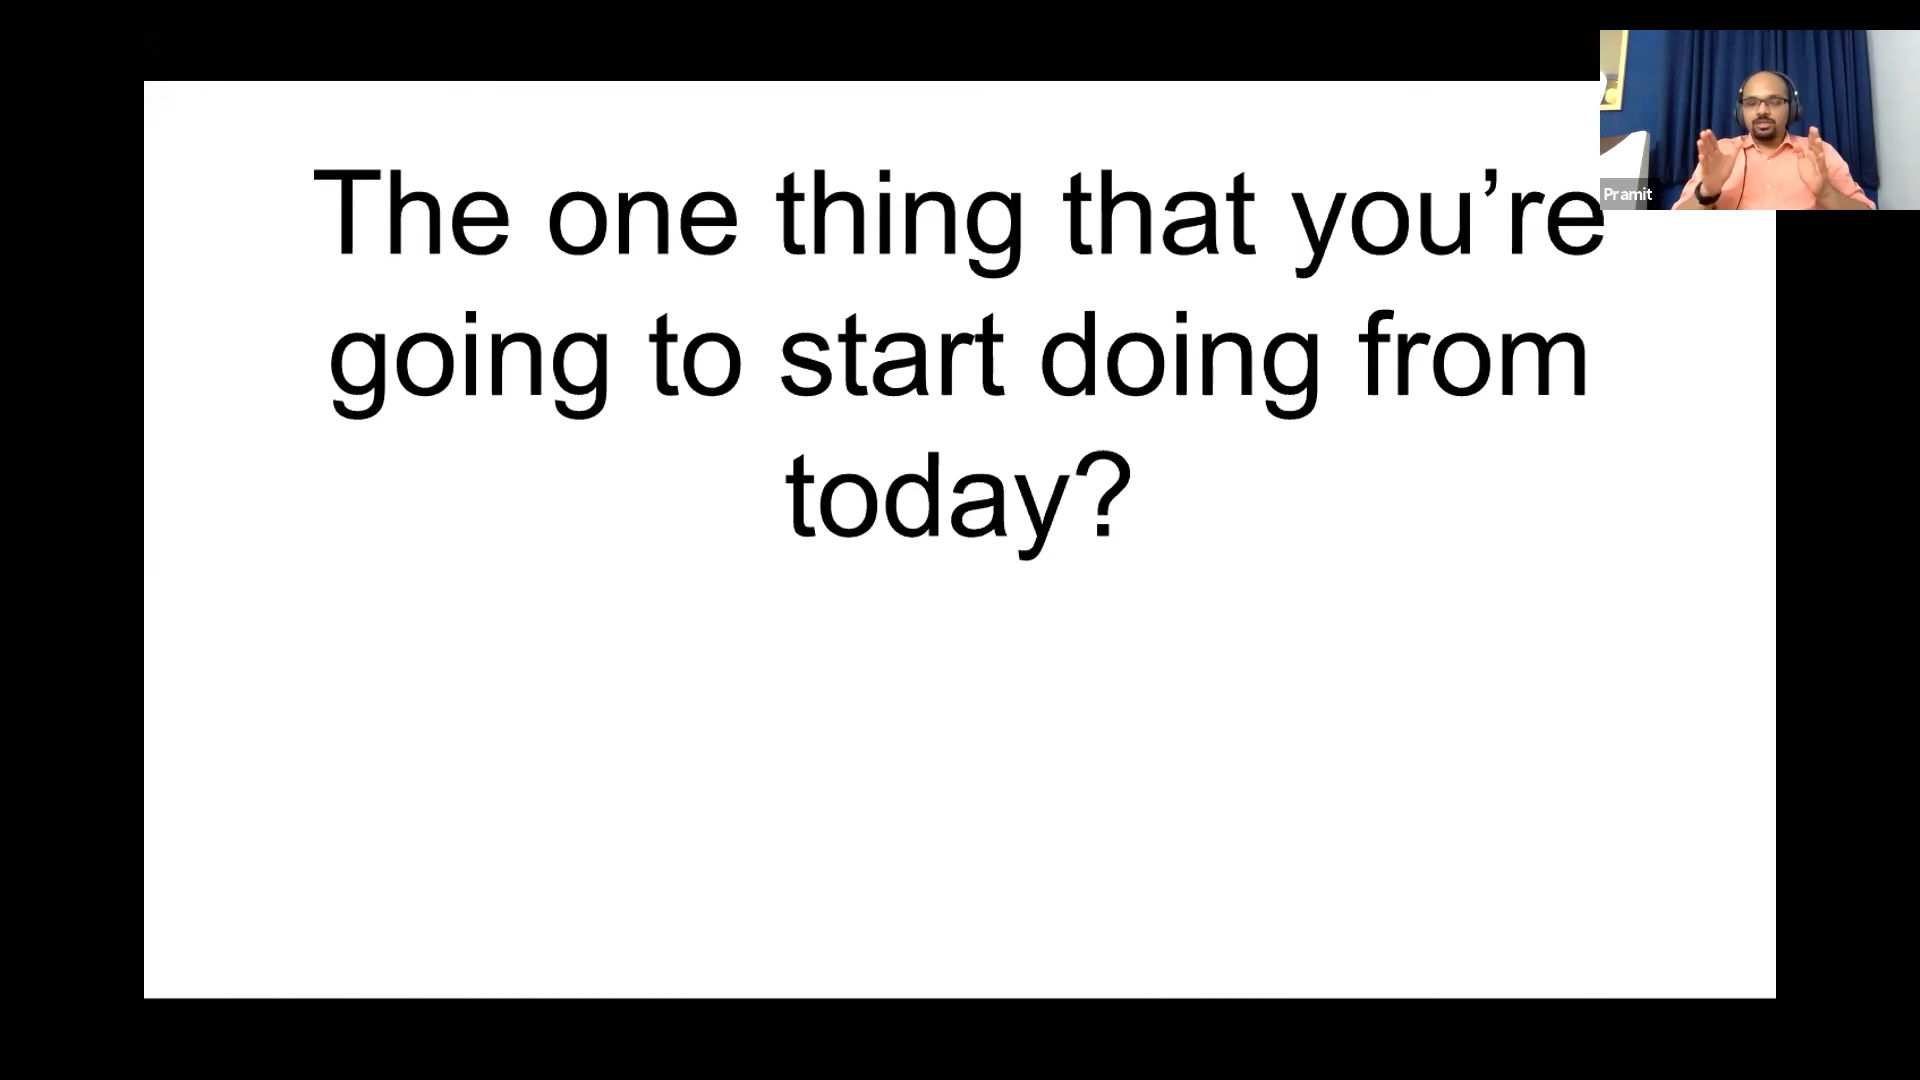 The one thing that you’re
going to start doing from
today?
Pramit